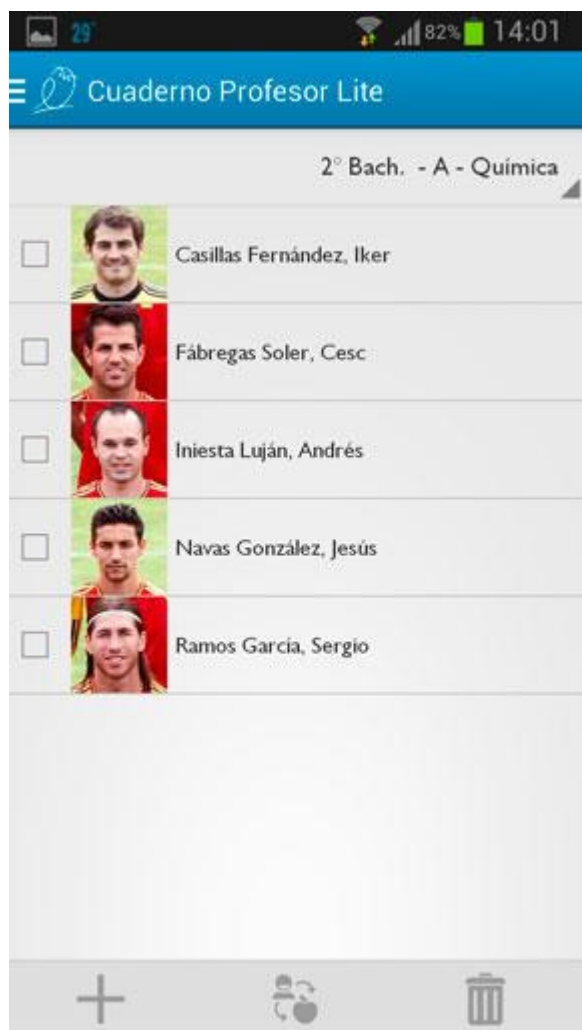 29°
82% 14:01
Cuaderno Profesor Lite
2° Bach. - A - Química
Casillas Fernández, Iker
Fábregas Soler, Cesc
Iniesta Luján, Andrés
Navas González, Jesús
Ramos García, Sergio